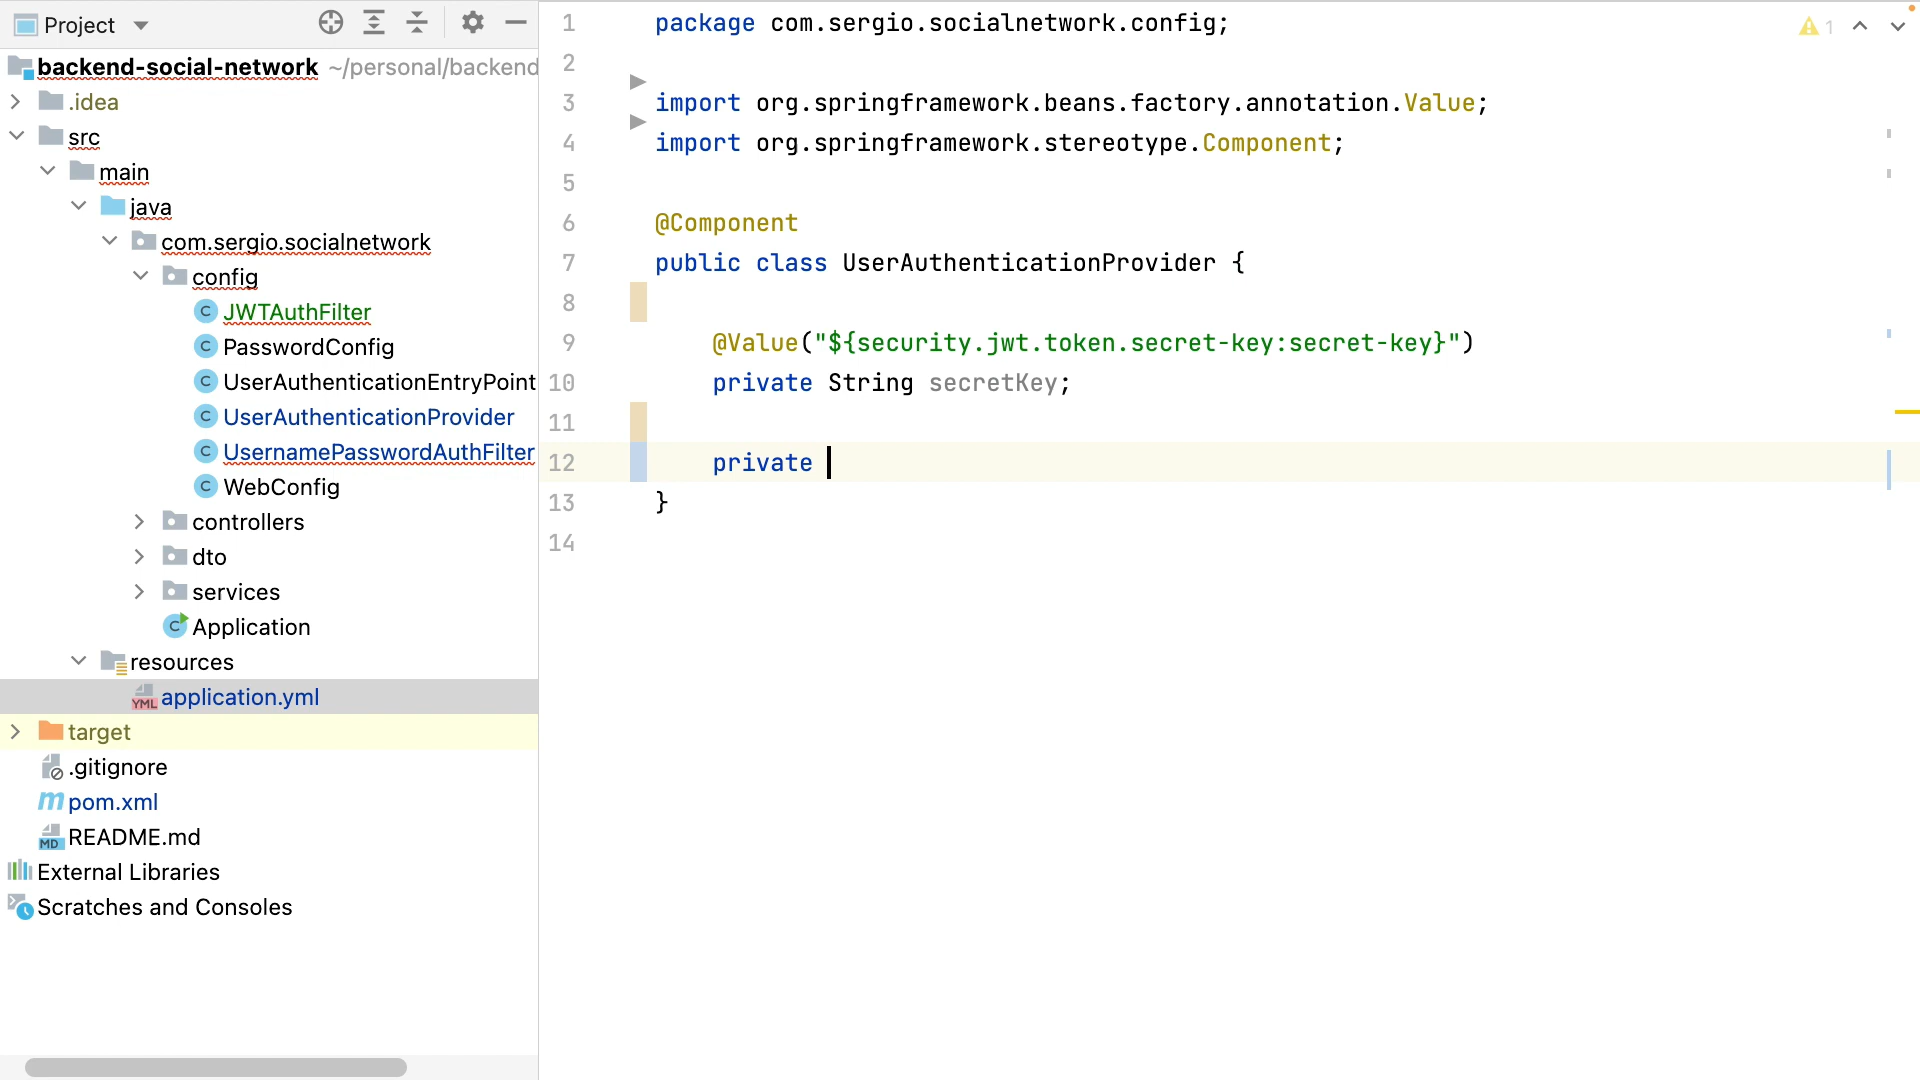 Project
backend-social-network ~/personal/backend
.idea
src
main
java
com.sergio.socialnetwork
config
C JWTAuthFilter
C PasswordConfig
C UserAuthenticationEntryPoint
C UserAuthenticationProvider
C UsernamePasswordAuthFilter
C WebConfig
controllers
dto
services
C Application
resources
YML application.yml
target
.gitignore
m pom.xml
MD README.md
External Libraries
Scratches and Consoles
1 package com.sergio.socialnetwork.config;
2
3 import org.springframework.beans.factory.annotation.Value;
4 import org.springframework.stereotype.Component;
5
6 @Component
7 public class UserAuthenticationProvider {
8
9 @Value("${security.jwt.token.secret-key:secret-key}")
10 private String secretKey;
11
12 private
13 }
14
1